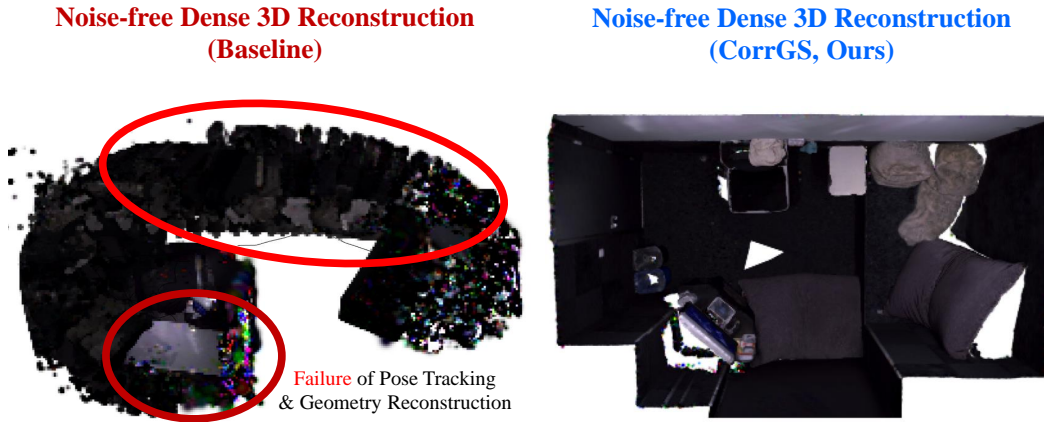 Noise-free Dense 3D Reconstruction
(Baseline)
Noise-free Dense 3D Reconstruction
(CorrGS, Ours)
Failure of Pose Tracking
& Geometry Reconstruction